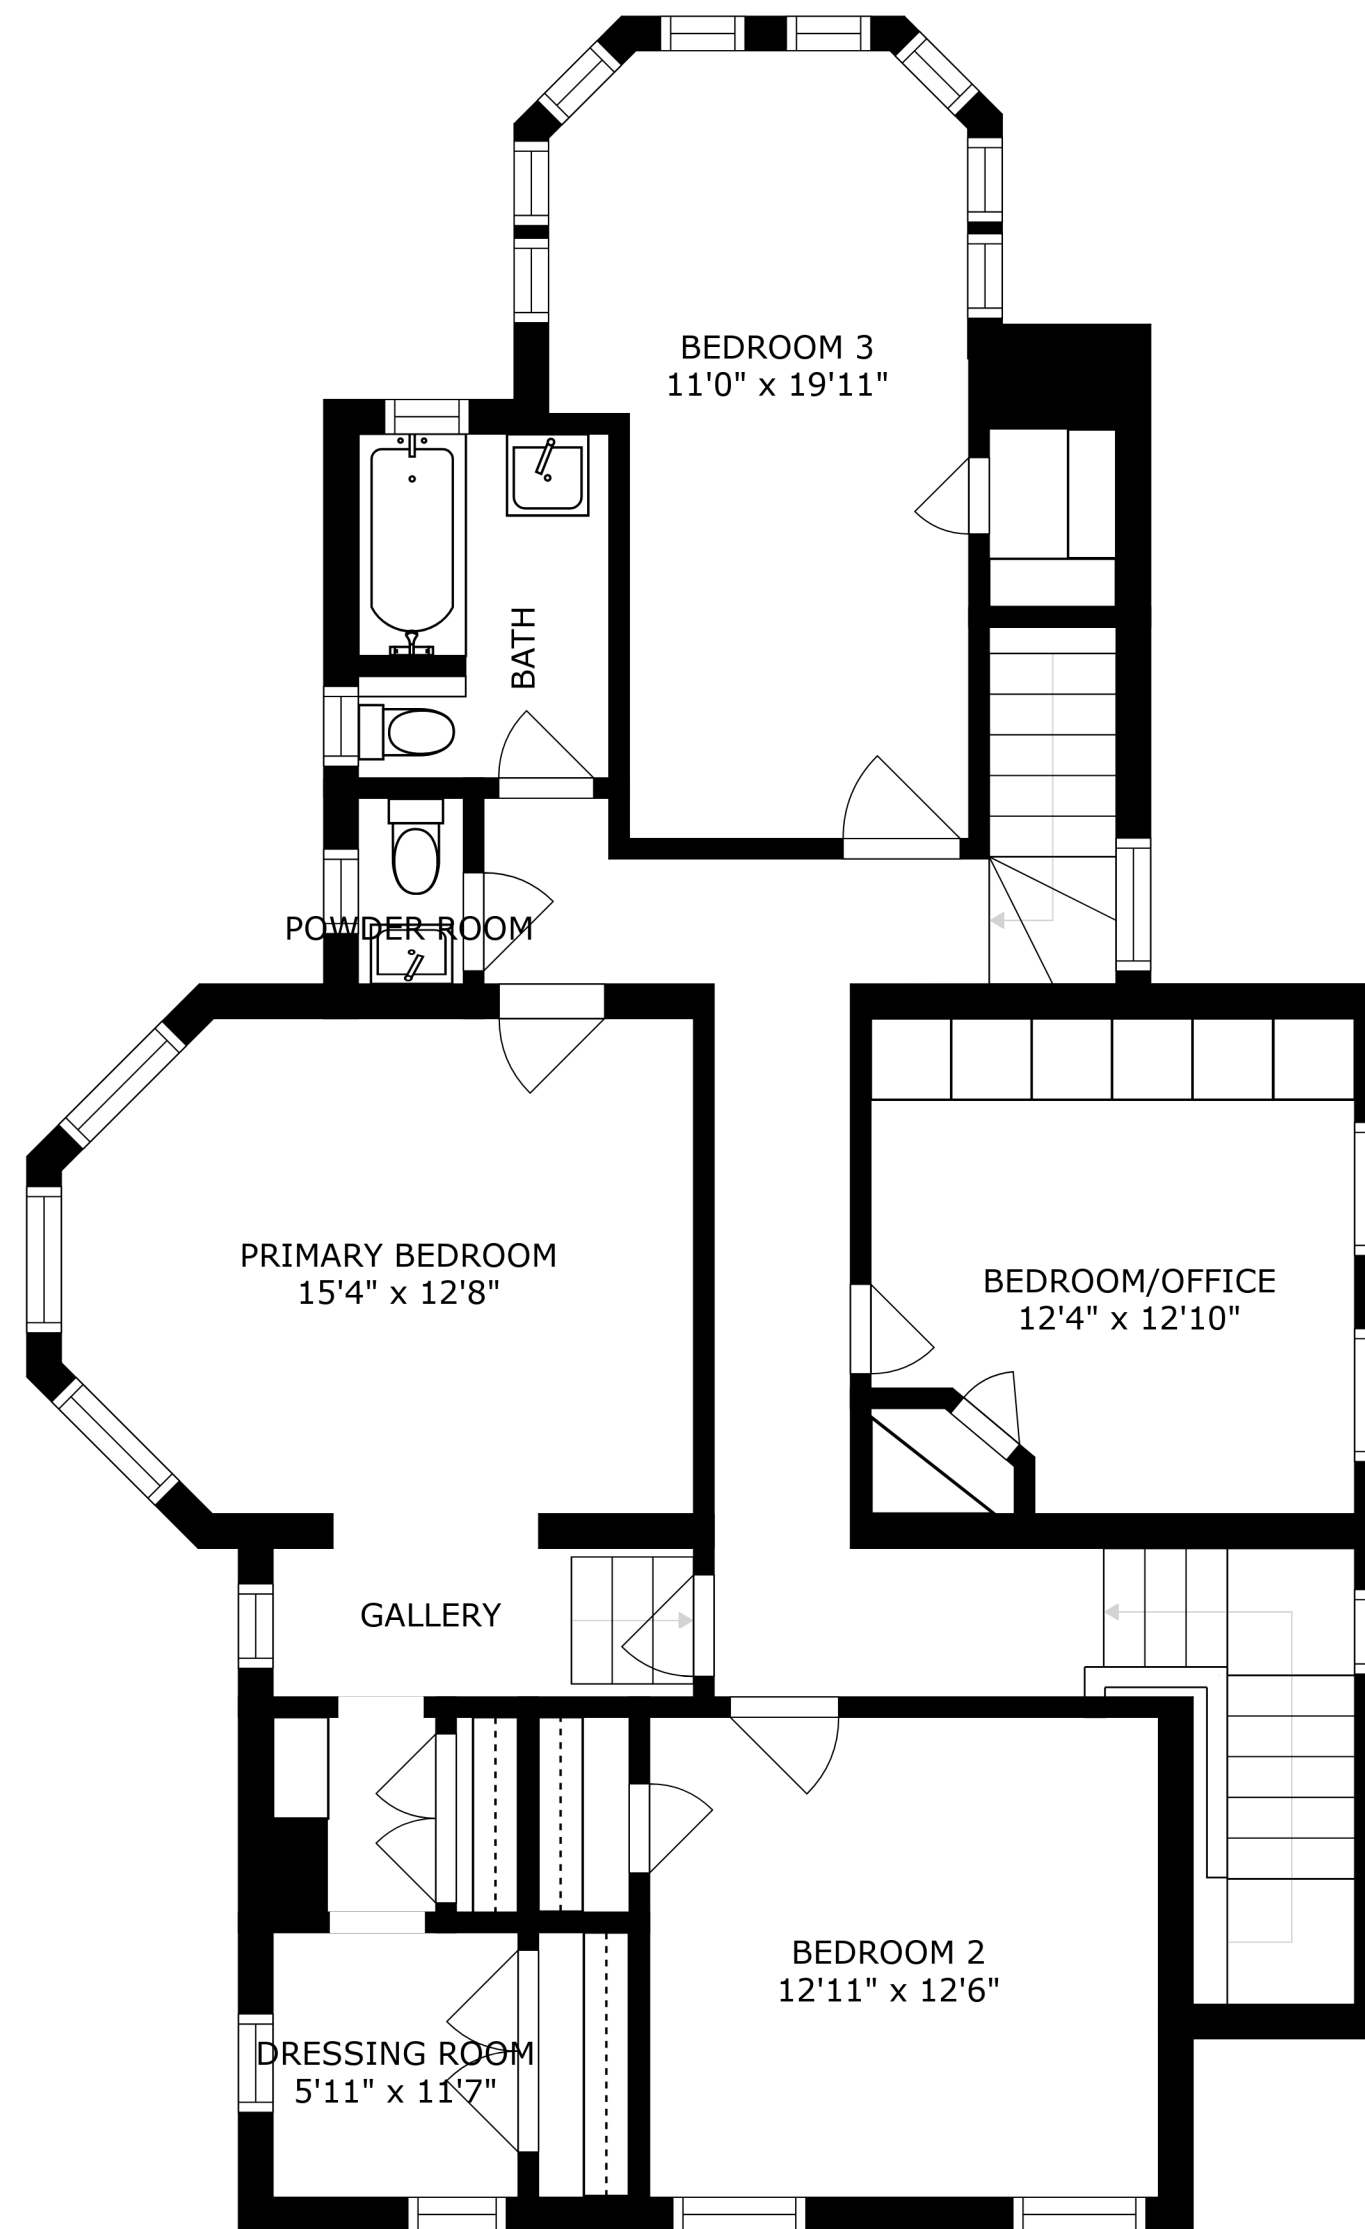 BEDROOM 3
11'0" x 19'11"
BATH
POWDER ROOM
PRIMARY BEDROOM
15'4" x 12'8"
BEDROOM/OFFICE
12'4" x 12'10"
GALLERY
BEDROOM 2
12'11" x 12'6"
DRESSING ROOM
5'11" x 11'7"